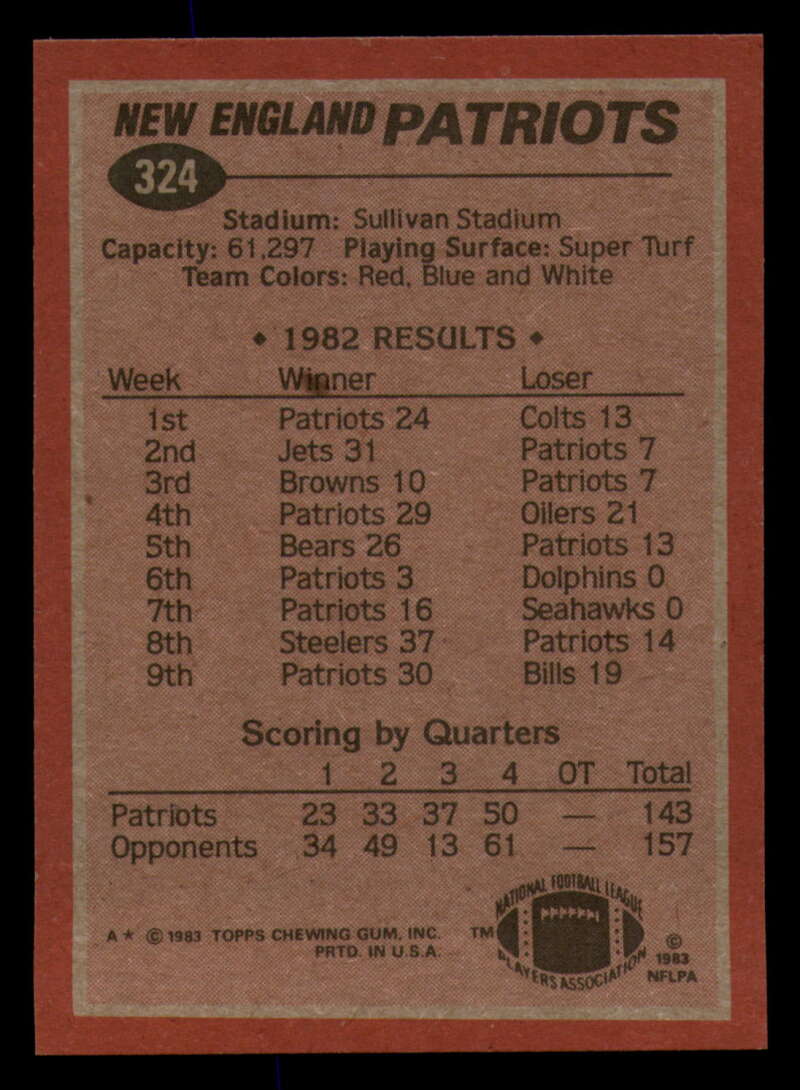 NEW ENGLAND PATRIOTS
324
Stadium: Sullivan Stadium
Capacity: 61,297 Playing Surface: Super Turf
Team Colors: Red, Blue and White
◆ 1982 RESULTS ◆
Week Winner Loser
1st Patriots 24 Colts 13
2nd Jets 31 Patriots 7
3rd Browns 10 Patriots 7
4th Patriots 29 Oilers 21
5th Bears 26 Patriots 13
6th Patriots 3 Dolphins 0
7th Patriots 16 Seahawks 0
8th Steelers 37 Patriots 14
9th Patriots 30 Bills 19
Scoring by Quarters
1 2 3 4 OT Total
Patriots 23 33 37 50 — 143
Opponents 34 49 13 61 — 157
NATIONAL FOOTBALL LEAGUE
PLAYERS ASSOCIATION
A★ © 1983 TOPPS CHEWING GUM, INC. TM
PRTD. IN U.S.A.
© 1983 NFLPA